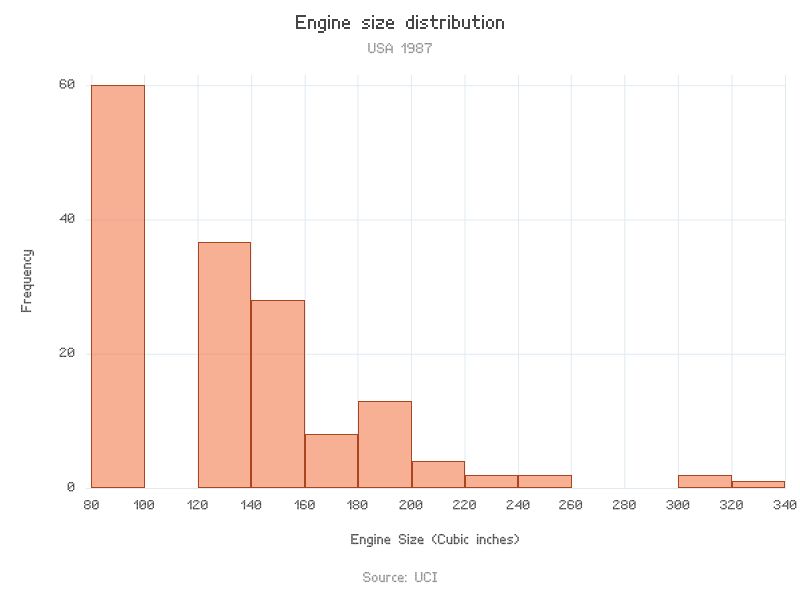 Engine size distribution
USA 1987
60
40
20
0
Frequency
80 100 120 140 160 180 200 220 240 260 280 300 320 340
Engine Size (Cubic inches)
Source: UCI